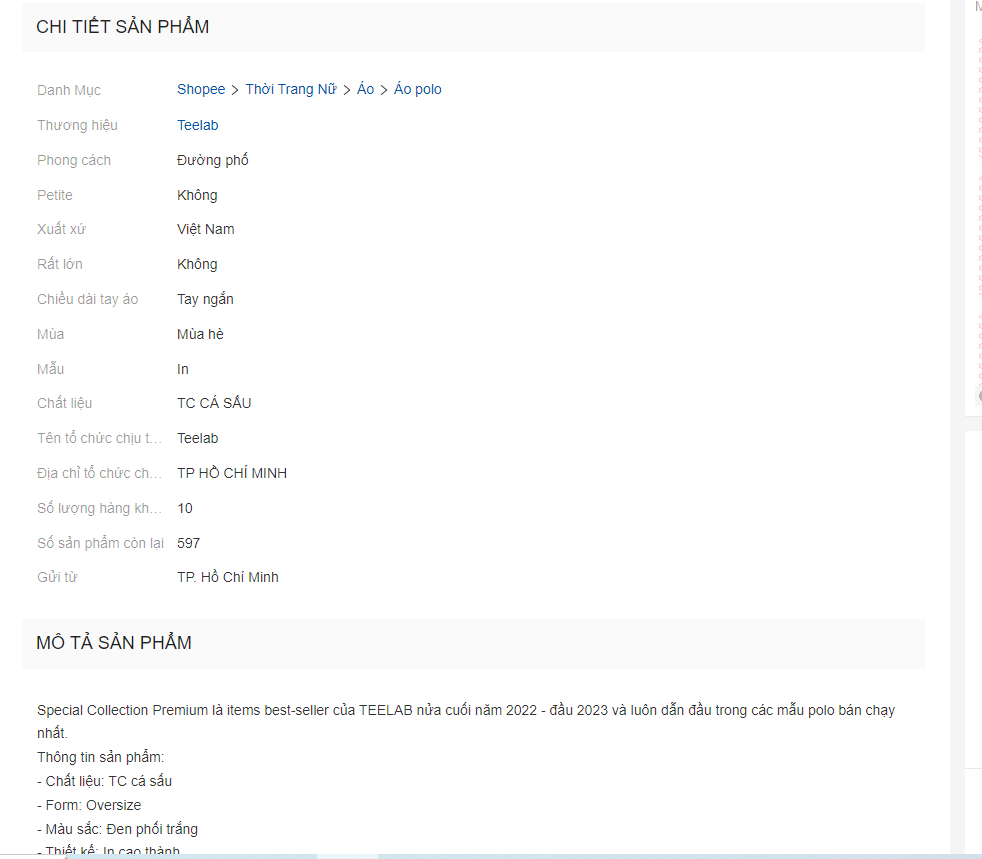 CHI TIẾT SẢN PHẨM
Danh Mục Shopee > Thời Trang Nữ > Áo > Áo polo
Thương hiệu Teelab
Phong cách Đường phố
Petite Không
Xuất xứ Việt Nam
Rất lớn Không
Chiều dài tay áo Tay ngắn
Mùa Mùa hè
Mẫu In
Chất liệu TC CÁ SẤU
Tên tổ chức chịu t... Teelab
Địa chỉ tổ chức ch... TP HỒ CHÍ MINH
Số lượng hàng kh... 10
Số sản phẩm còn lại 597
Gửi từ TP. Hồ Chí Minh
MÔ TẢ SẢN PHẨM
Special Collection Premium là items best-seller của TEELAB nửa cuối năm 2022 - đầu 2023 và luôn dẫn đầu trong các mẫu polo bán chạy
nhất.
Thông tin sản phẩm:
- Chất liệu: TC cá sấu
- Form: Oversize
- Màu sắc: Đen phối trắng
- Thiết kế: In cao thành